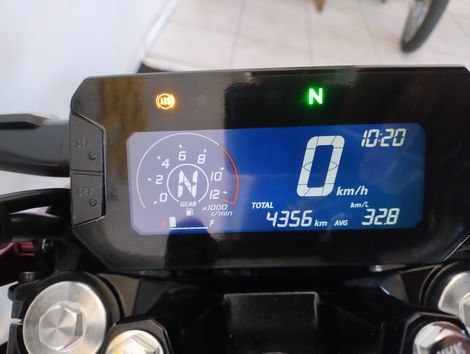 ABS
N
10:20
4 6 8
2 N 10
0 GEAR 12
x1000
r/min
F
0 km/h
TOTAL 4356 km
km/L
AVG 32.8
SET